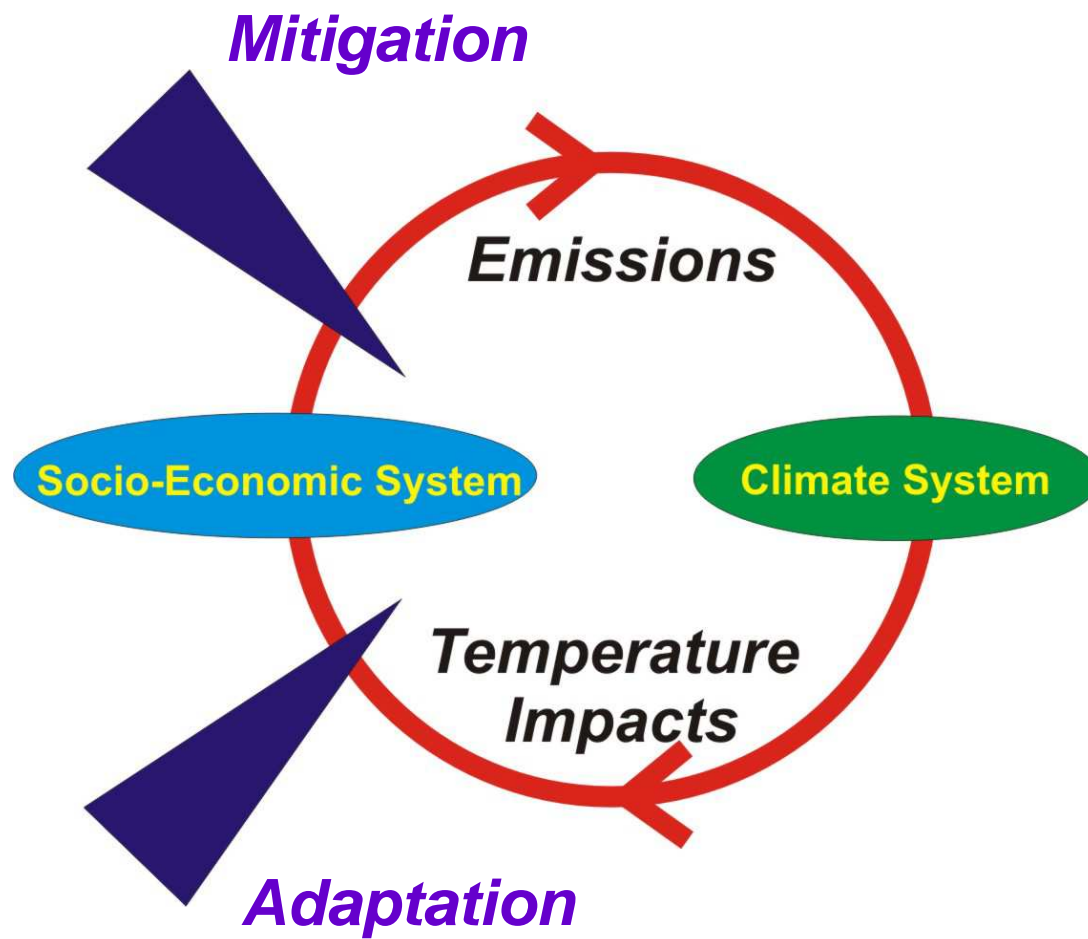 Mitigation
Emissions
Socio-Economic System
Climate System
Temperature
Impacts
Adaptation